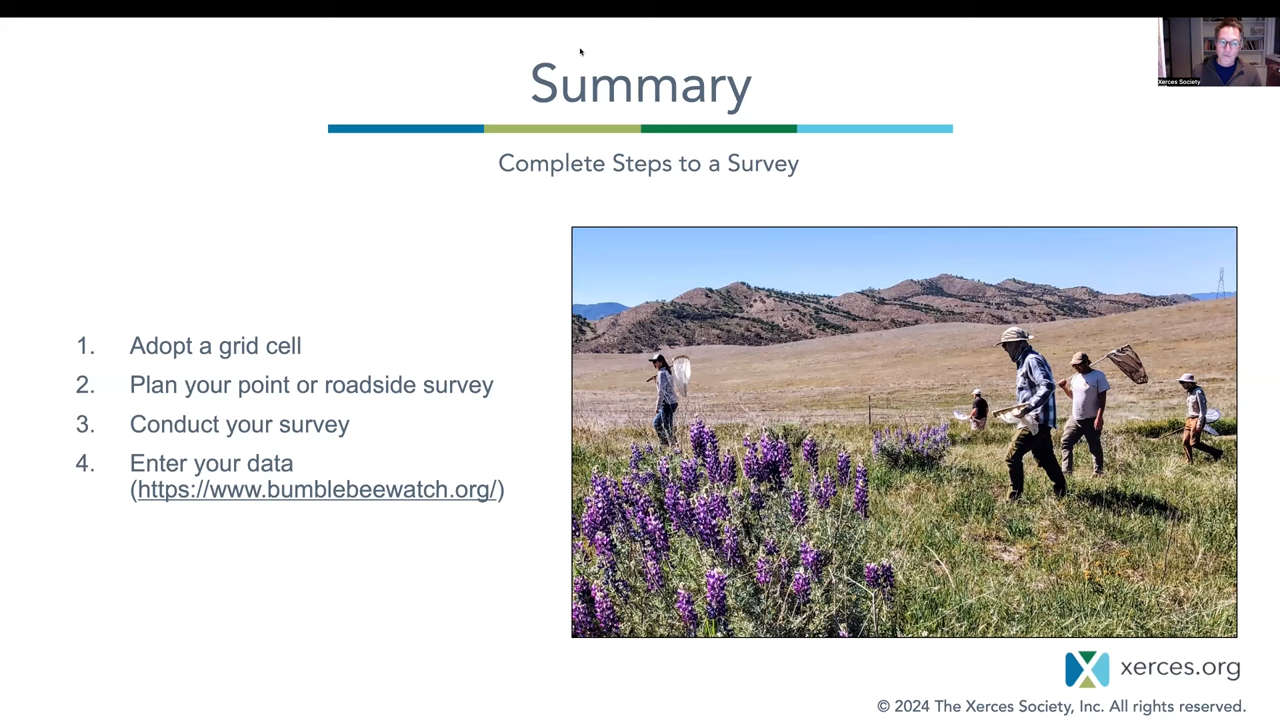 Xerces Society
Summary
Complete Steps to a Survey
1. Adopt a grid cell
2. Plan your point or roadside survey
3. Conduct your survey
4. Enter your data
(https://www.bumblebeewatch.org/)
xerces.org
© 2024 The Xerces Society, Inc. All rights reserved.